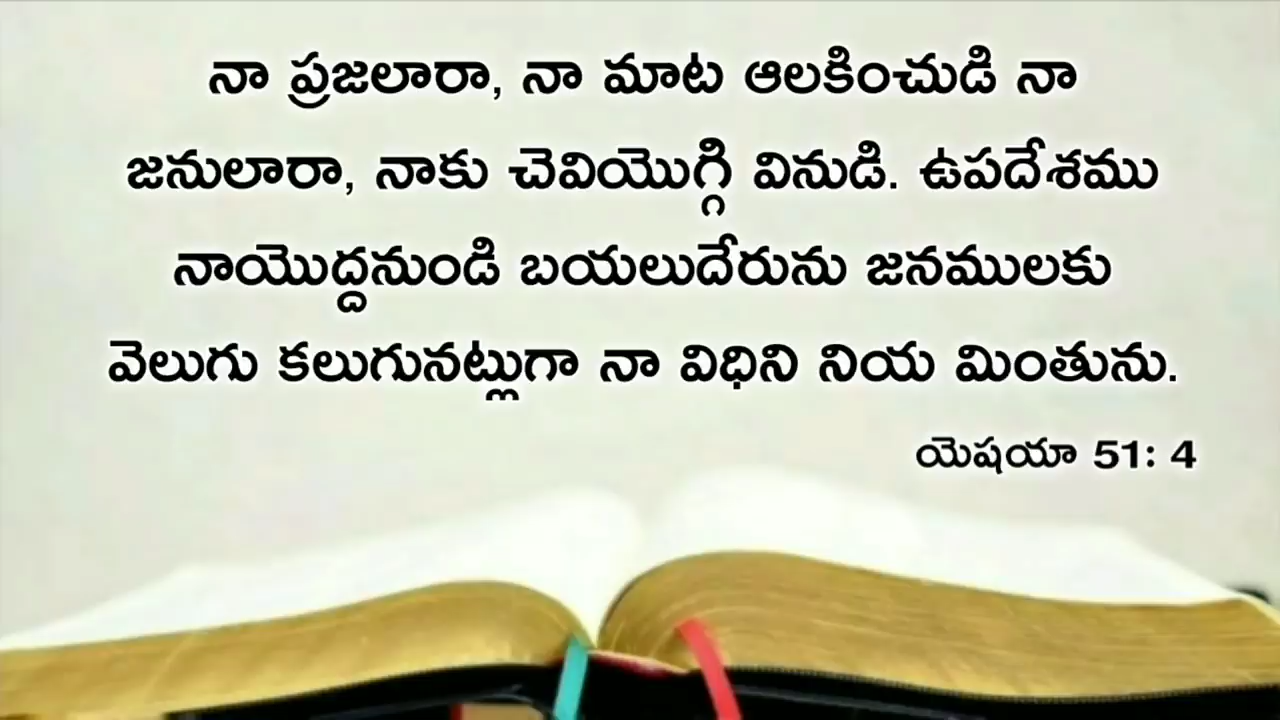 నా ప్రజలారా, నా మాట ఆలకించుడి నా
జనులారా, నాకు చెవియొగ్గి వినుడి. ఉపదేశము
నాయొద్దనుండి బయలుదేరును జనములకు
వెలుగు కలుగునట్లుగా నా విధిని నియ మింతును.
యెషయా 51: 4